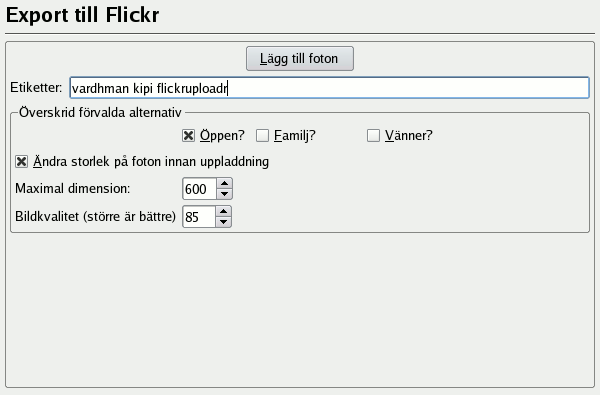 Export till Flickr
Lägg till foton
Etiketter: vardhman kipi flickruploadr
Överskrid förvalda alternativ
Öppen? Familj? Vänner?
Ändra storlek på foton innan uppladdning
Maximal dimension: 600
Bildkvalitet (större är bättre) 85